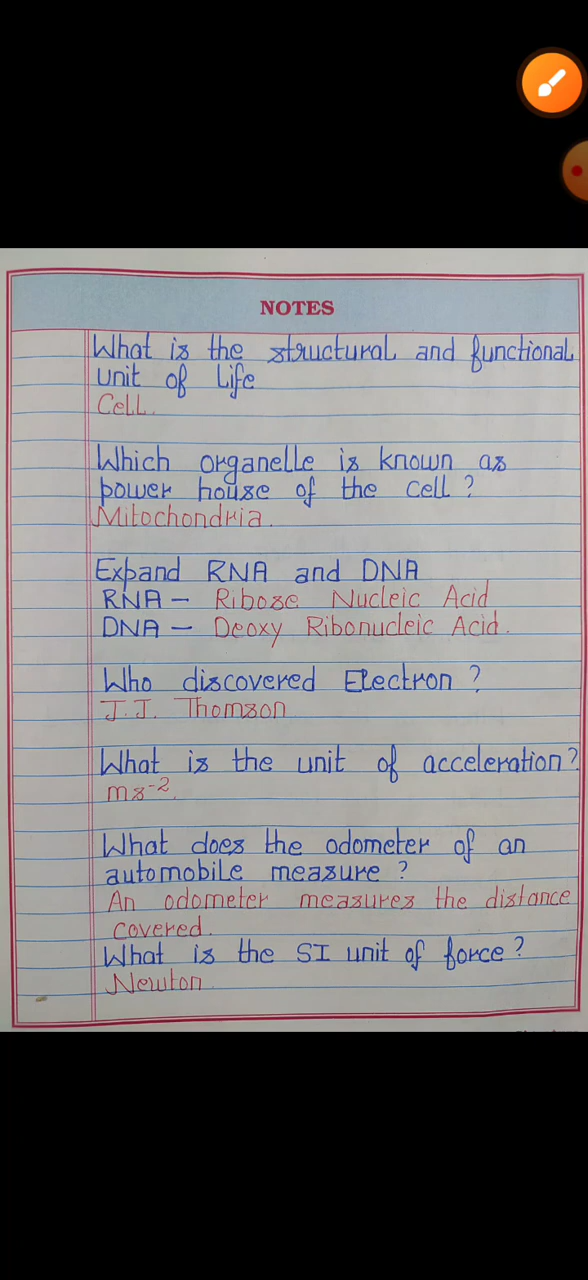 NOTES
What is the structural and functional
unit of life
Cell.
Which organelle is known as
power house of the cell ?
Mitochondria.
Expand RNA and DNA
RNA – Ribose Nucleic Acid
DNA – Deoxy Ribonucleic Acid.
Who discovered Electron ?
J.J. Thomson
What is the unit of acceleration?
ms⁻².
What does the odometer of an
automobile measure ?
An odometer measures the distance
covered.
What is the SI unit of force ?
Newton